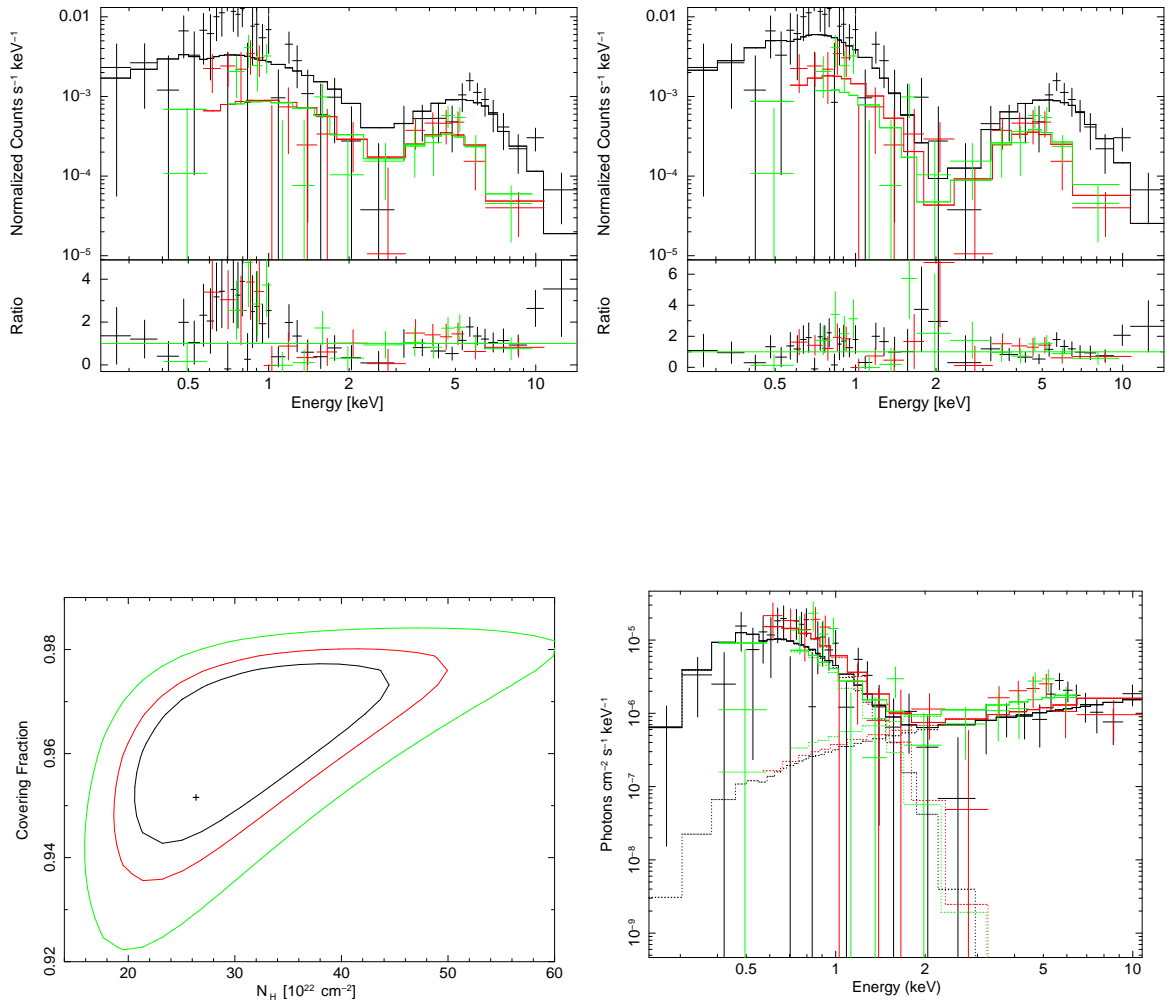 0.01
10⁻³
10⁻⁴
10⁻⁵
Normalized Counts s⁻¹ keV⁻¹
4
2
0
Ratio
0.5 1 2 5 10
Energy [keV]
0.01
10⁻³
10⁻⁴
10⁻⁵
Normalized Counts s⁻¹ keV⁻¹
6
4
2
0
Ratio
0.5 1 2 5 10
Energy [keV]
0.98
0.96
0.94
0.92
Covering Fraction
20 30 40 50 60
N_H [10²² cm⁻²]
10⁻⁵
10⁻⁶
10⁻⁷
10⁻⁸
10⁻⁹
Photons cm⁻² s⁻¹ keV⁻¹
0.5 1 2 5 10
Energy (keV)